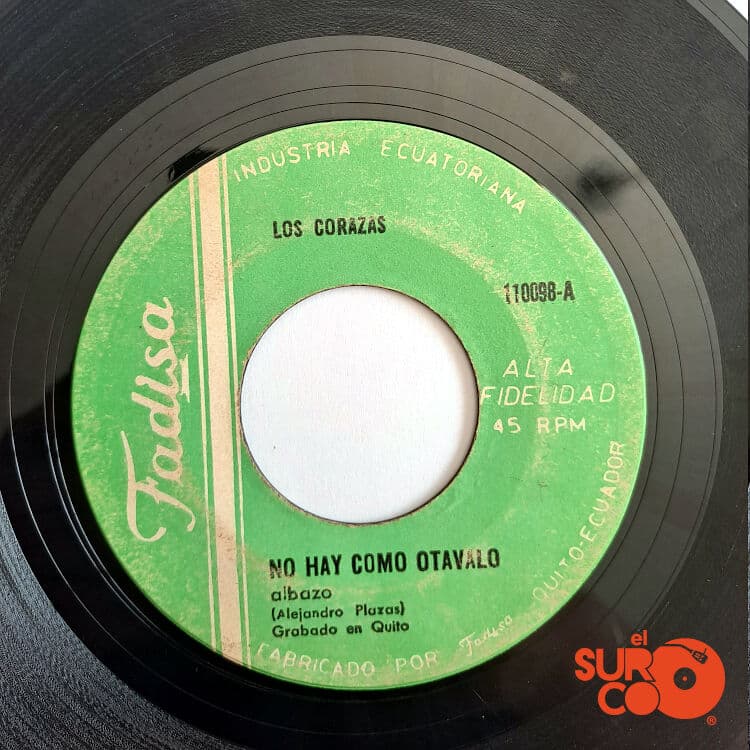 INDUSTRIA ECUATORIANA
LOS CORAZAS
110098-A
Fadisa
ALTA
FIDELIDAD
45 RPM
NO HAY COMO OTAVALO
albazo
(Alejandro Plazas)
Grabado en Quito
FABRICADO POR Fadisa QUITO-ECUADOR
el
SURCO
®